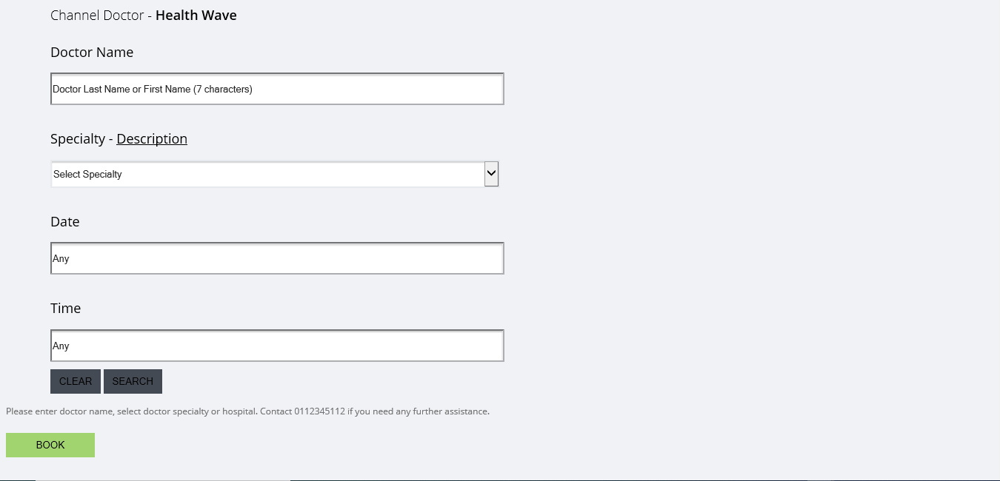 Channel Doctor - Health Wave
Doctor Name
Doctor Last Name or First Name (7 characters)
Specialty - Description
Select Specialty
Date
Any
Time
Any
CLEAR SEARCH
Please enter doctor name, select doctor specialty or hospital. Contact 0112345112 if you need any further assistance.
BOOK